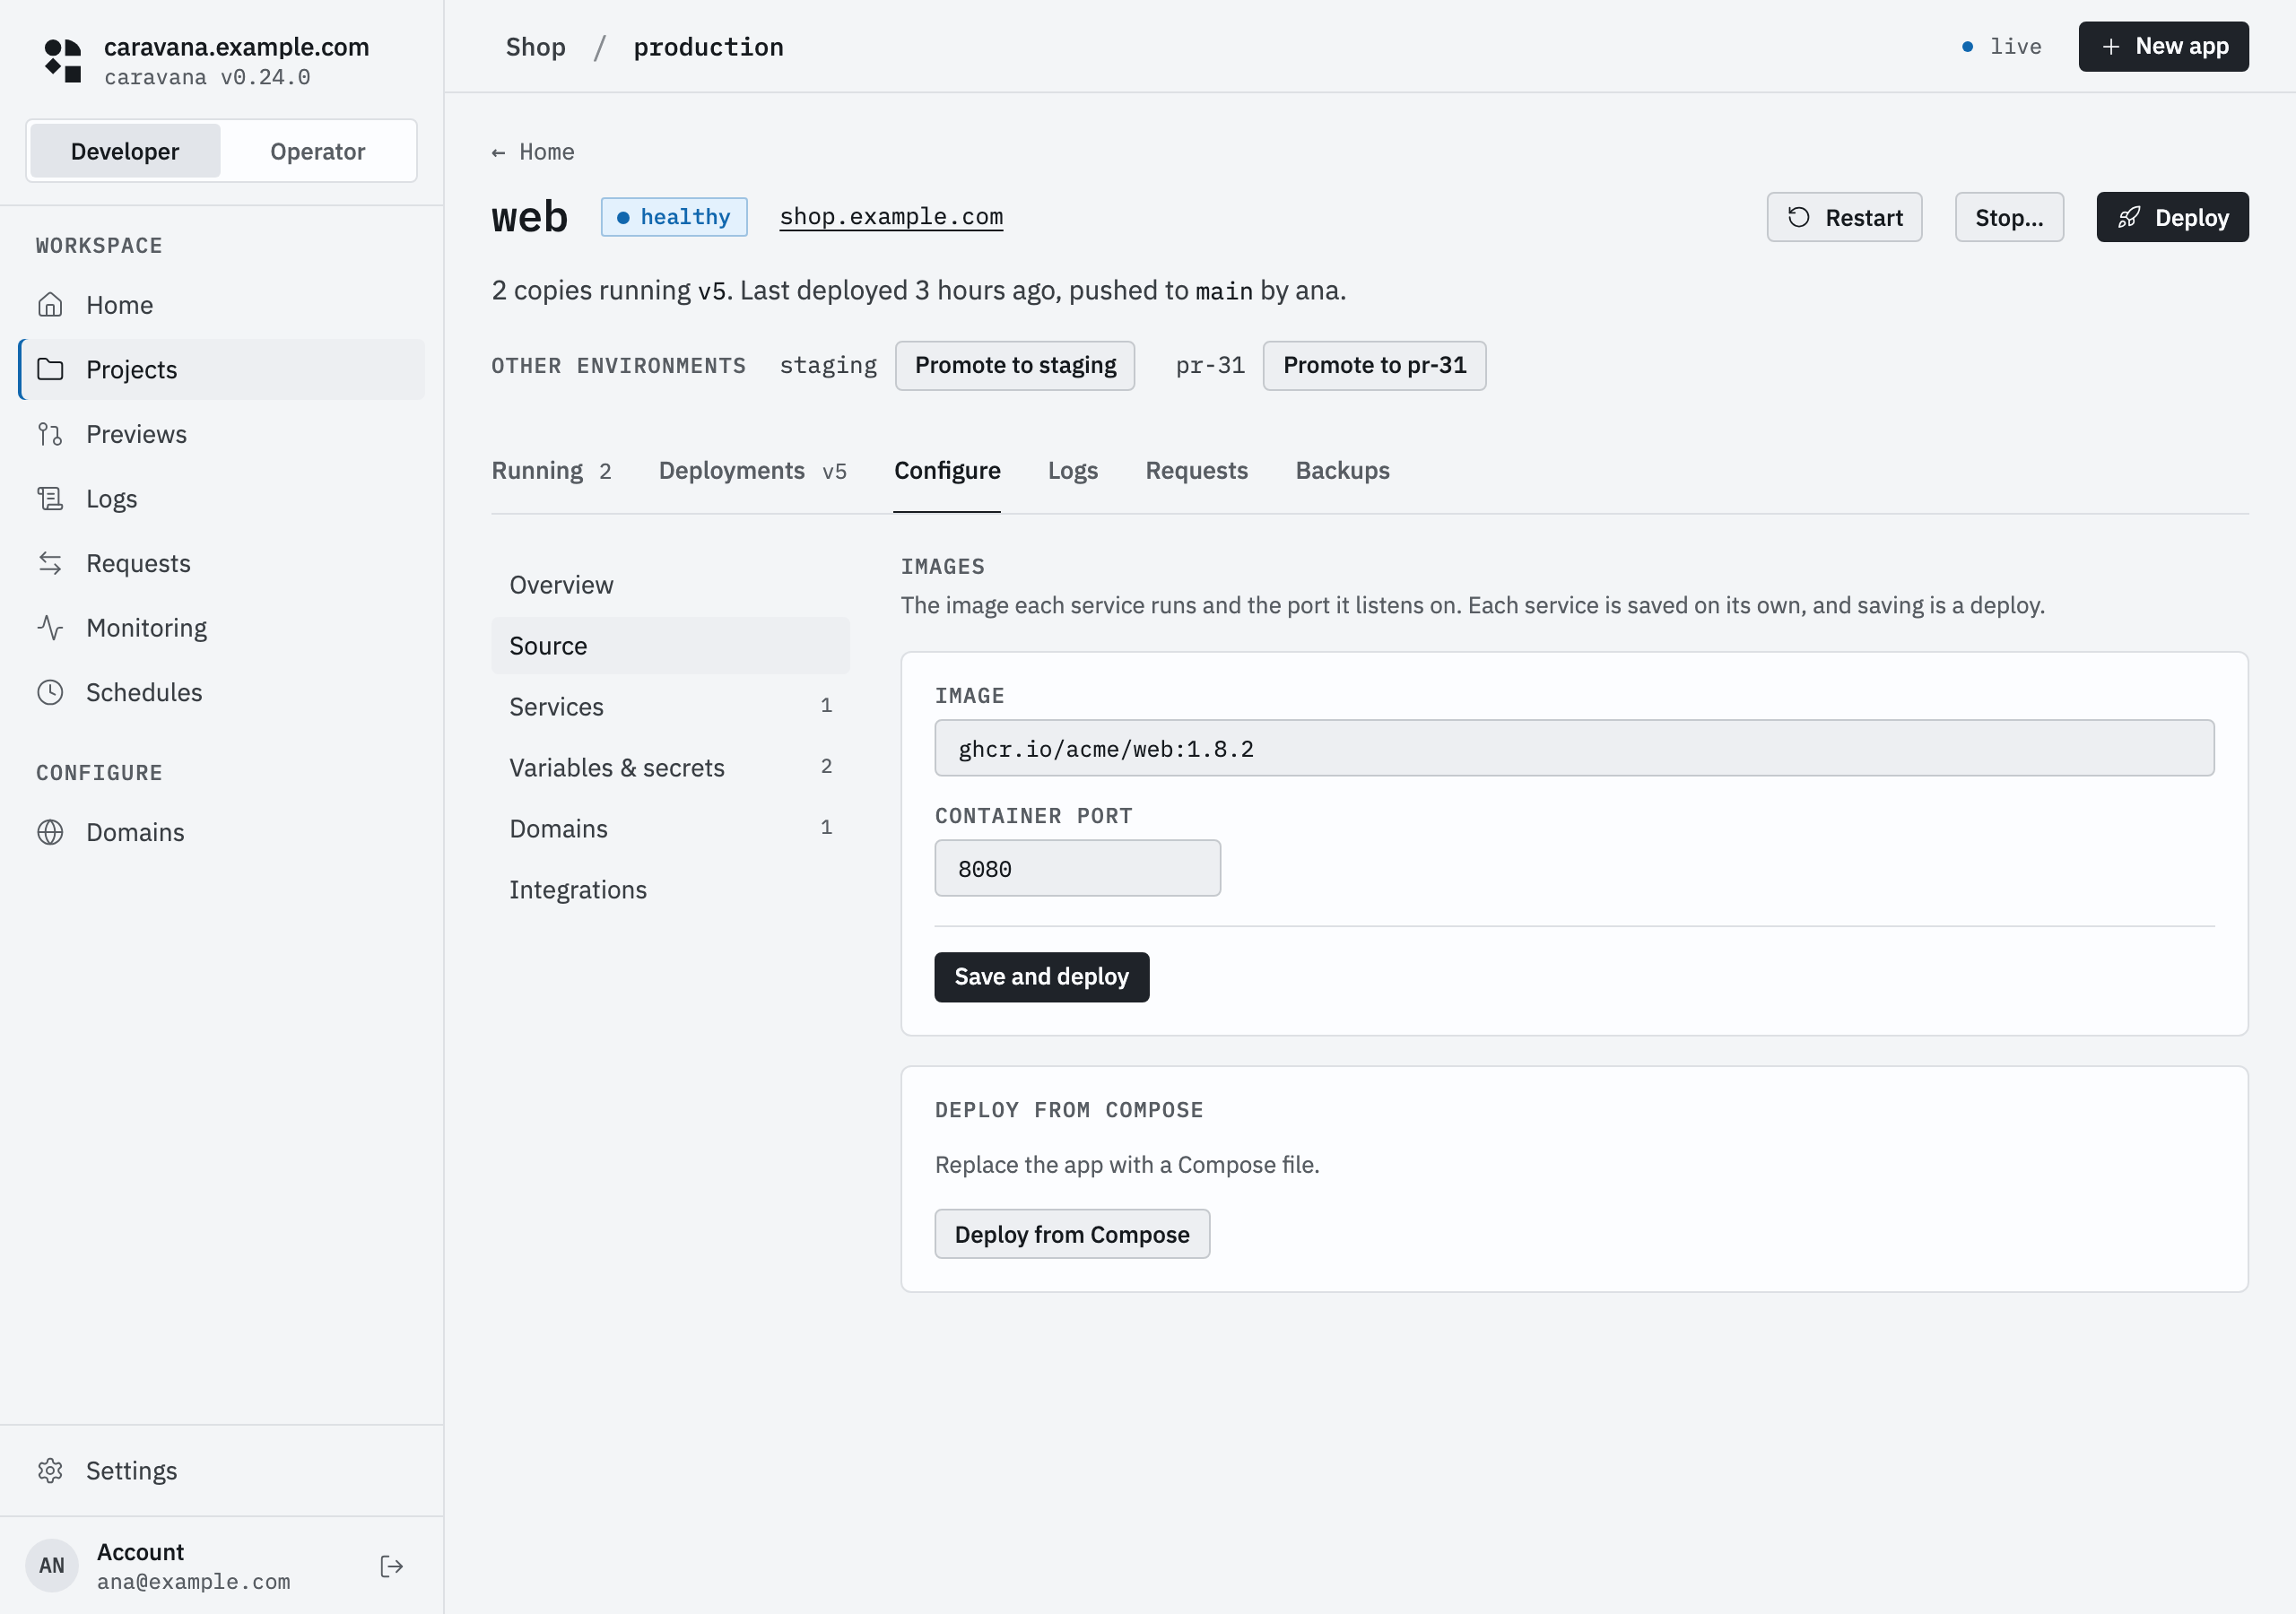 caravana.example.com
caravana v0.24.0
Developer
Operator
WORKSPACE
Home
Projects
Previews
Logs
Requests
Monitoring
Schedules
CONFIGURE
Domains
Settings
AN
Account
ana@example.com
Shop / production
live
+ New app
← Home
web
healthy
shop.example.com
Restart
Stop...
Deploy
2 copies running v5. Last deployed 3 hours ago, pushed to main by ana.
OTHER ENVIRONMENTS staging Promote to staging pr-31 Promote to pr-31
Running 2 Deployments v5 Configure Logs Requests Backups
Overview
Source
Services 1
Variables & secrets 2
Domains 1
Integrations
IMAGES
The image each service runs and the port it listens on. Each service is saved on its own, and saving is a deploy.
IMAGE
ghcr.io/acme/web:1.8.2
CONTAINER PORT
8080
Save and deploy
DEPLOY FROM COMPOSE
Replace the app with a Compose file.
Deploy from Compose